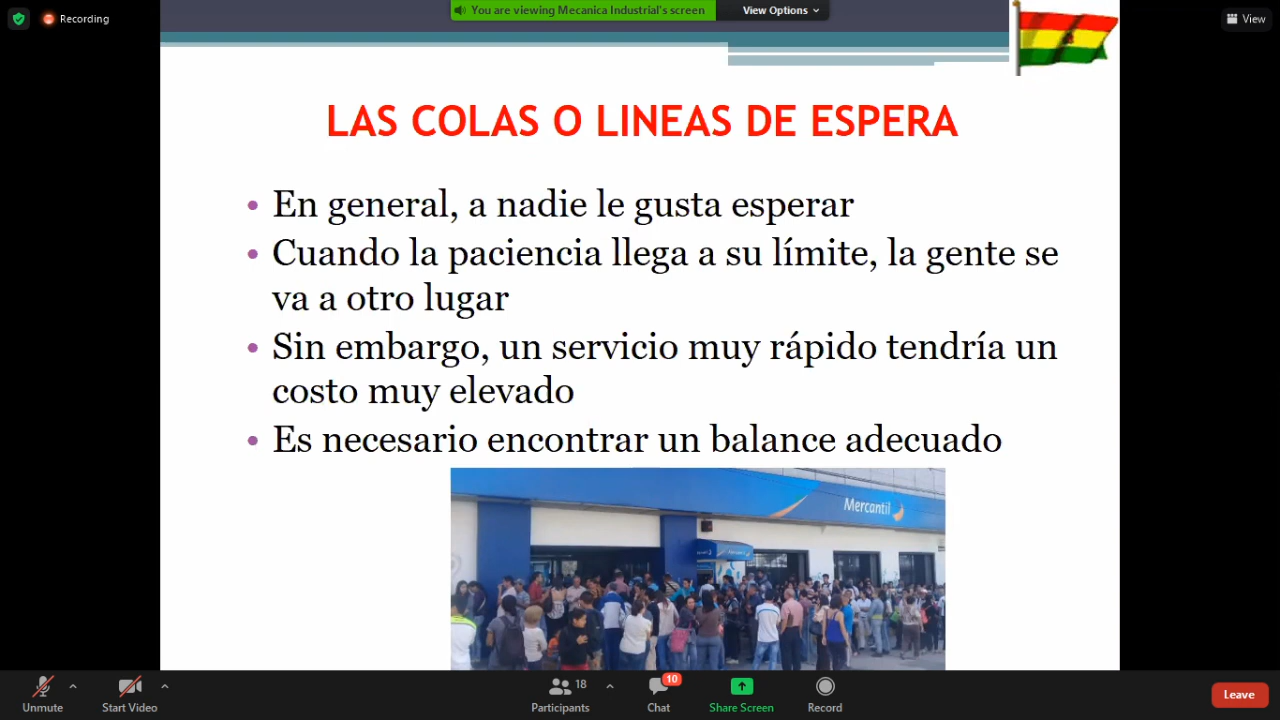 Recording
You are viewing Mecanica Industrial's screen
View Options
View
LAS COLAS O LINEAS DE ESPERA
• En general, a nadie le gusta esperar
• Cuando la paciencia llega a su límite, la gente se
va a otro lugar
• Sin embargo, un servicio muy rápido tendría un
costo muy elevado
• Es necesario encontrar un balance adecuado
Mercantil
Unmute
Start Video
18
Participants
10
Chat
Share Screen
Record
Leave